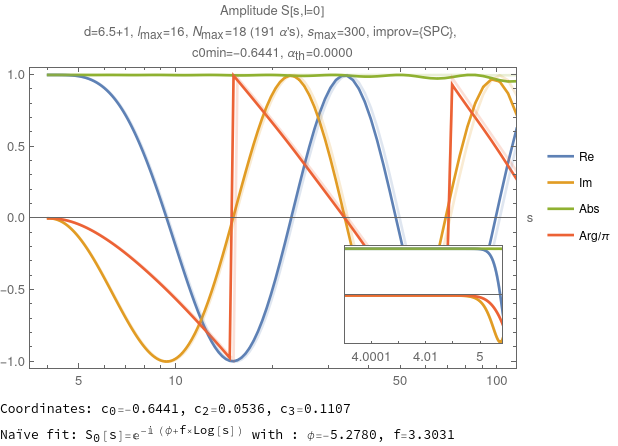 Amplitude S[s,l=0]
d=6.5+1, lmax=16, Nmax=18 (191 α's), smax=300, improv={SPC},
c0min=-0.6441, αth=0.0000
1.0
0.5
0.0
-0.5
-1.0
5
10
50
100
s
4.0001
4.01
5
Re
Im
Abs
Arg/π
Coordinates: c0=-0.6441, c2=0.0536, c3=0.1107
Naïve fit: S0[s]=e^-i (ϕ+f×Log[s]) with : ϕ=-5.2780, f=3.3031